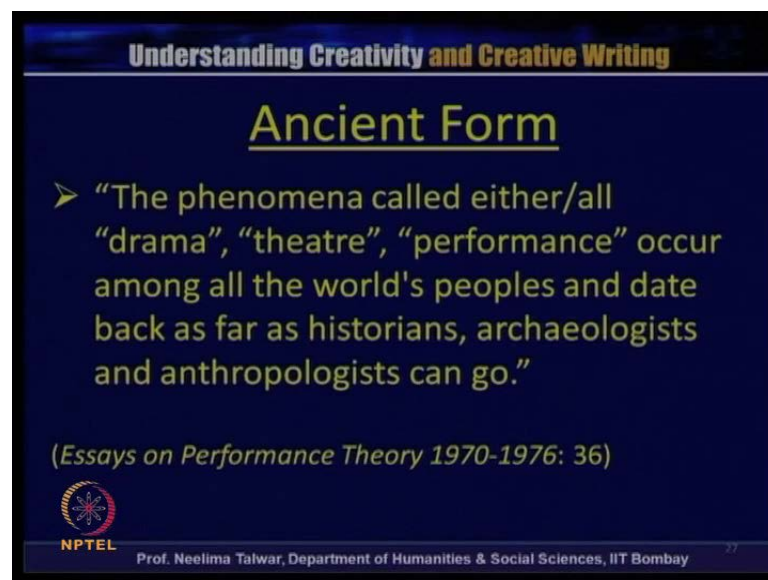 Understanding Creativity and Creative Writing
Ancient Form
➢ “The phenomena called either/all
“drama”, “theatre”, “performance” occur
among all the world's peoples and date
back as far as historians, archaeologists
and anthropologists can go.”
(Essays on Performance Theory 1970-1976: 36)
NPTEL
Prof. Neelima Talwar, Department of Humanities & Social Sciences, IIT Bombay
27